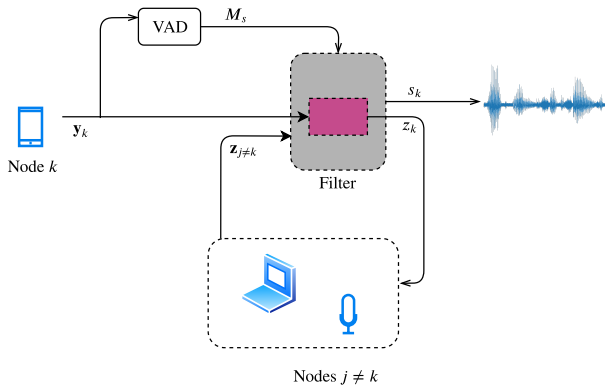 VAD
M_s
s_k
y_k
z_k
z_{j≠k}
Node k
Filter
Nodes j ≠ k